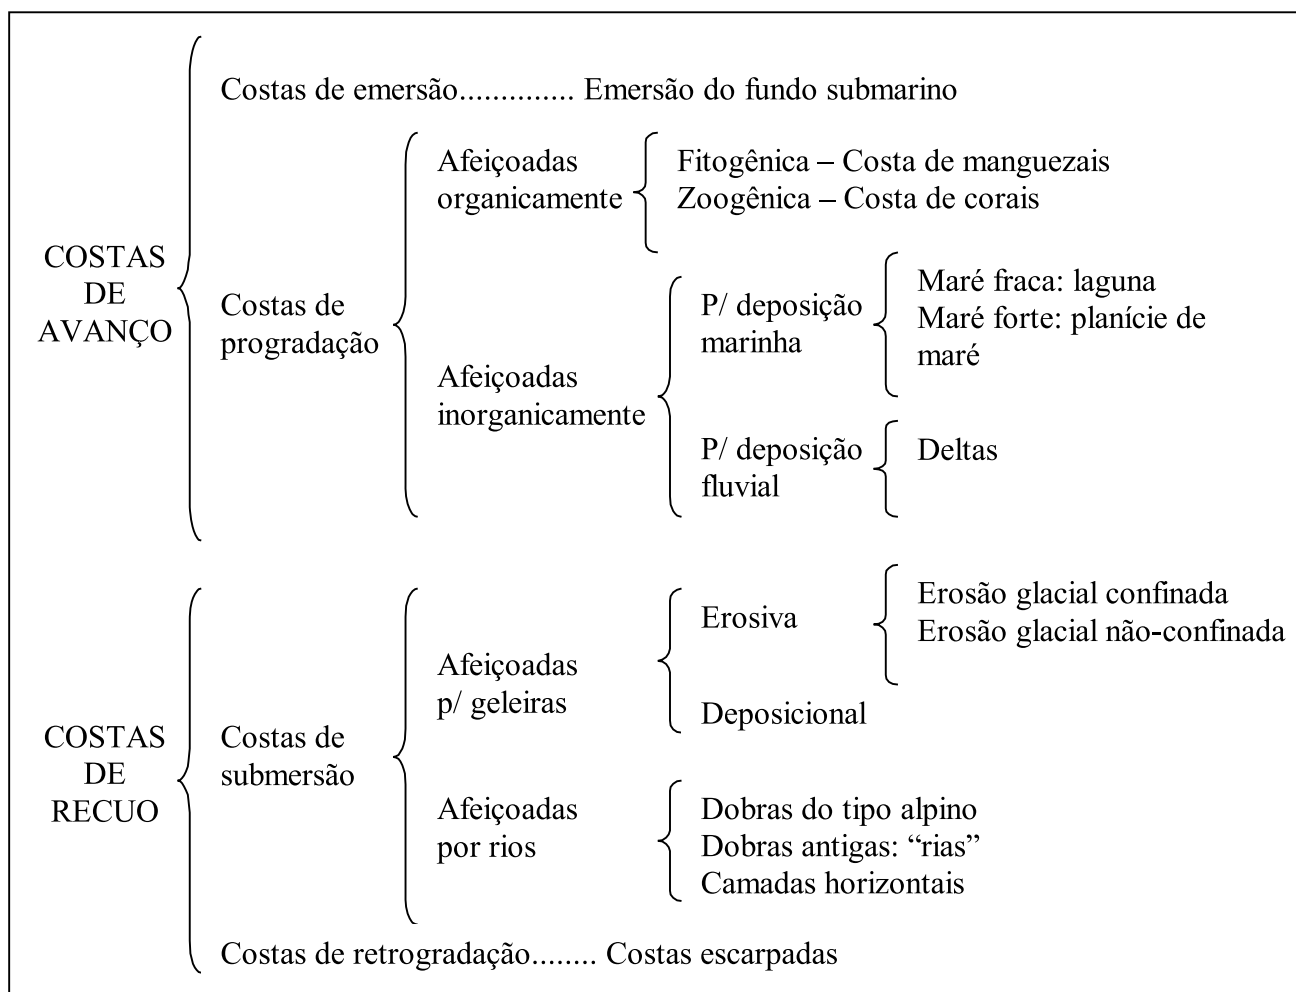 Costas de emersão.............. Emersão do fundo submarino
Afeiçoadas
organicamente
Fitogênica – Costa de manguezais
Zoogênica – Costa de corais
COSTAS
DE
AVANÇO
Costas de
progradação
P/ deposição
marinha
Maré fraca: laguna
Maré forte: planície de
maré
Afeiçoadas
inorganicamente
P/ deposição
fluvial
Deltas
Erosiva
Erosão glacial confinada
Erosão glacial não-confinada
Afeiçoadas
p/ geleiras
Deposicional
COSTAS
DE
RECUO
Costas de
submersão
Afeiçoadas
por rios
Dobras do tipo alpino
Dobras antigas: “rias”
Camadas horizontais
Costas de retrogradação........ Costas escarpadas